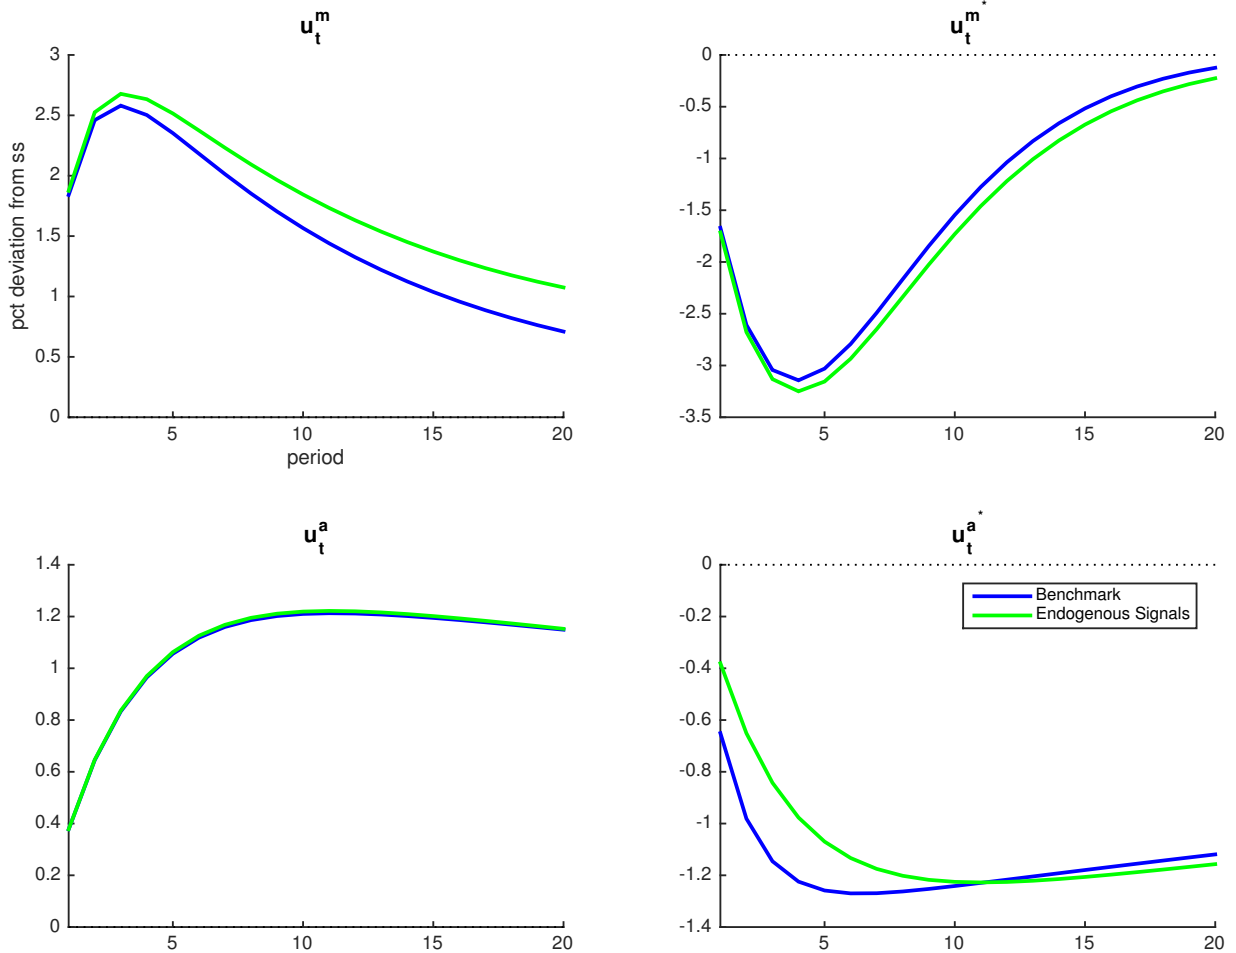 u_t^m
3
2.5
2
1.5
1
0.5
0
pct deviation from ss
5 10 15 20
period
u_t^m*
0
-0.5
-1
-1.5
-2
-2.5
-3
-3.5
5 10 15 20
u_t^a
1.4
1.2
1
0.8
0.6
0.4
0.2
0
5 10 15 20
u_t^a*
0
-0.2
-0.4
-0.6
-0.8
-1
-1.2
-1.4
5 10 15 20
Benchmark
Endogenous Signals